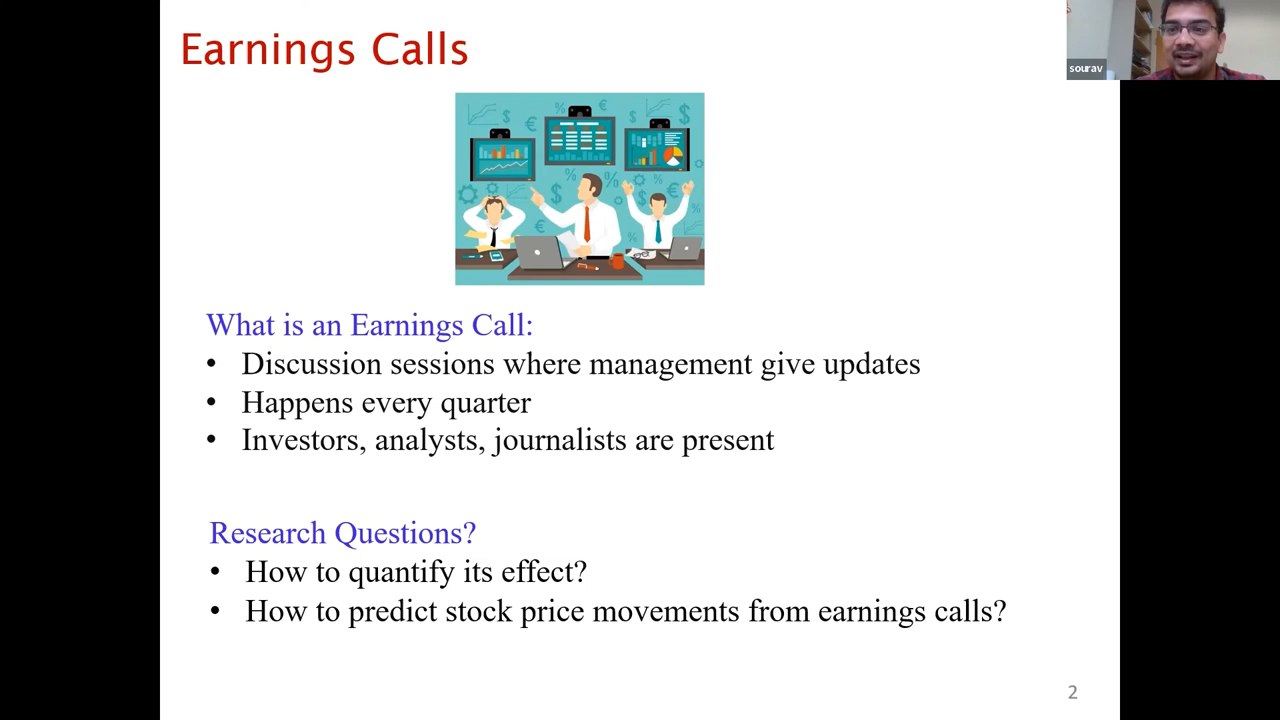 Earnings Calls
sourav
What is an Earnings Call:
• Discussion sessions where management give updates
• Happens every quarter
• Investors, analysts, journalists are present
Research Questions?
• How to quantify its effect?
• How to predict stock price movements from earnings calls?
2